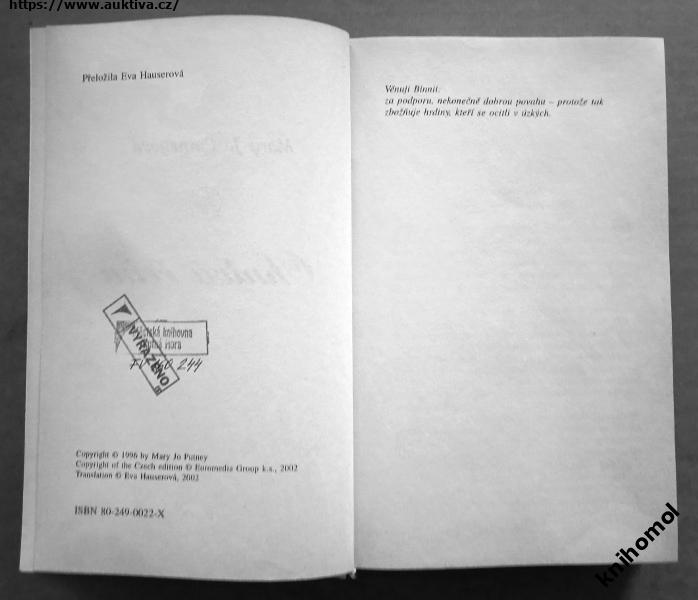 https://www.auktiva.cz/
Přeložila Eva Hauserová
knihovna
VYŘAZENO
244
Copyright © 1996 by Mary Jo Putney
Copyright of the Czech edition © Euromedia Group k.s., 2002
Translation © Eva Hauserová, 2002
ISBN 80-249-0022-X
Věnuji Binnii:
za podporu, nekonečně dobrou povahu – protože tak
zbožňuje hrdiny, kteří se ocitli v úzkých.
knihomol